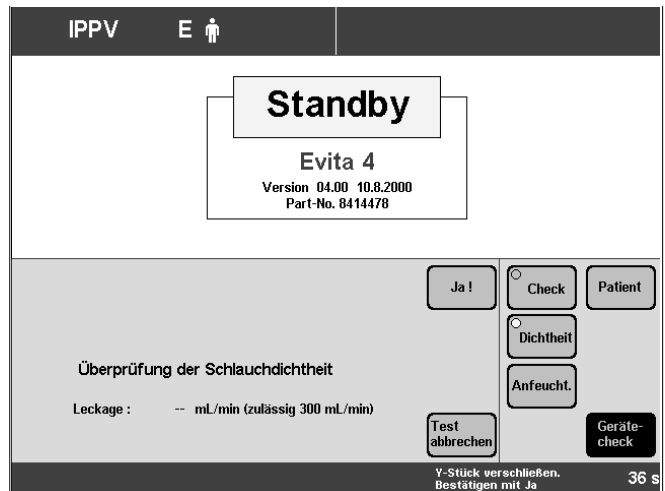 IPPV E
Standby
Evita 4
Version 04.00 10.8.2000
Part-No. 8414478
Ja !
Check
Patient
Dichtheit
Überprüfung der Schlauchdichtheit
Anfeucht.
Leckage : -- mL/min (zulässig 300 mL/min)
Test
abbrechen
Geräte-
check
Y-Stück verschließen.
Bestätigen mit Ja
36 s